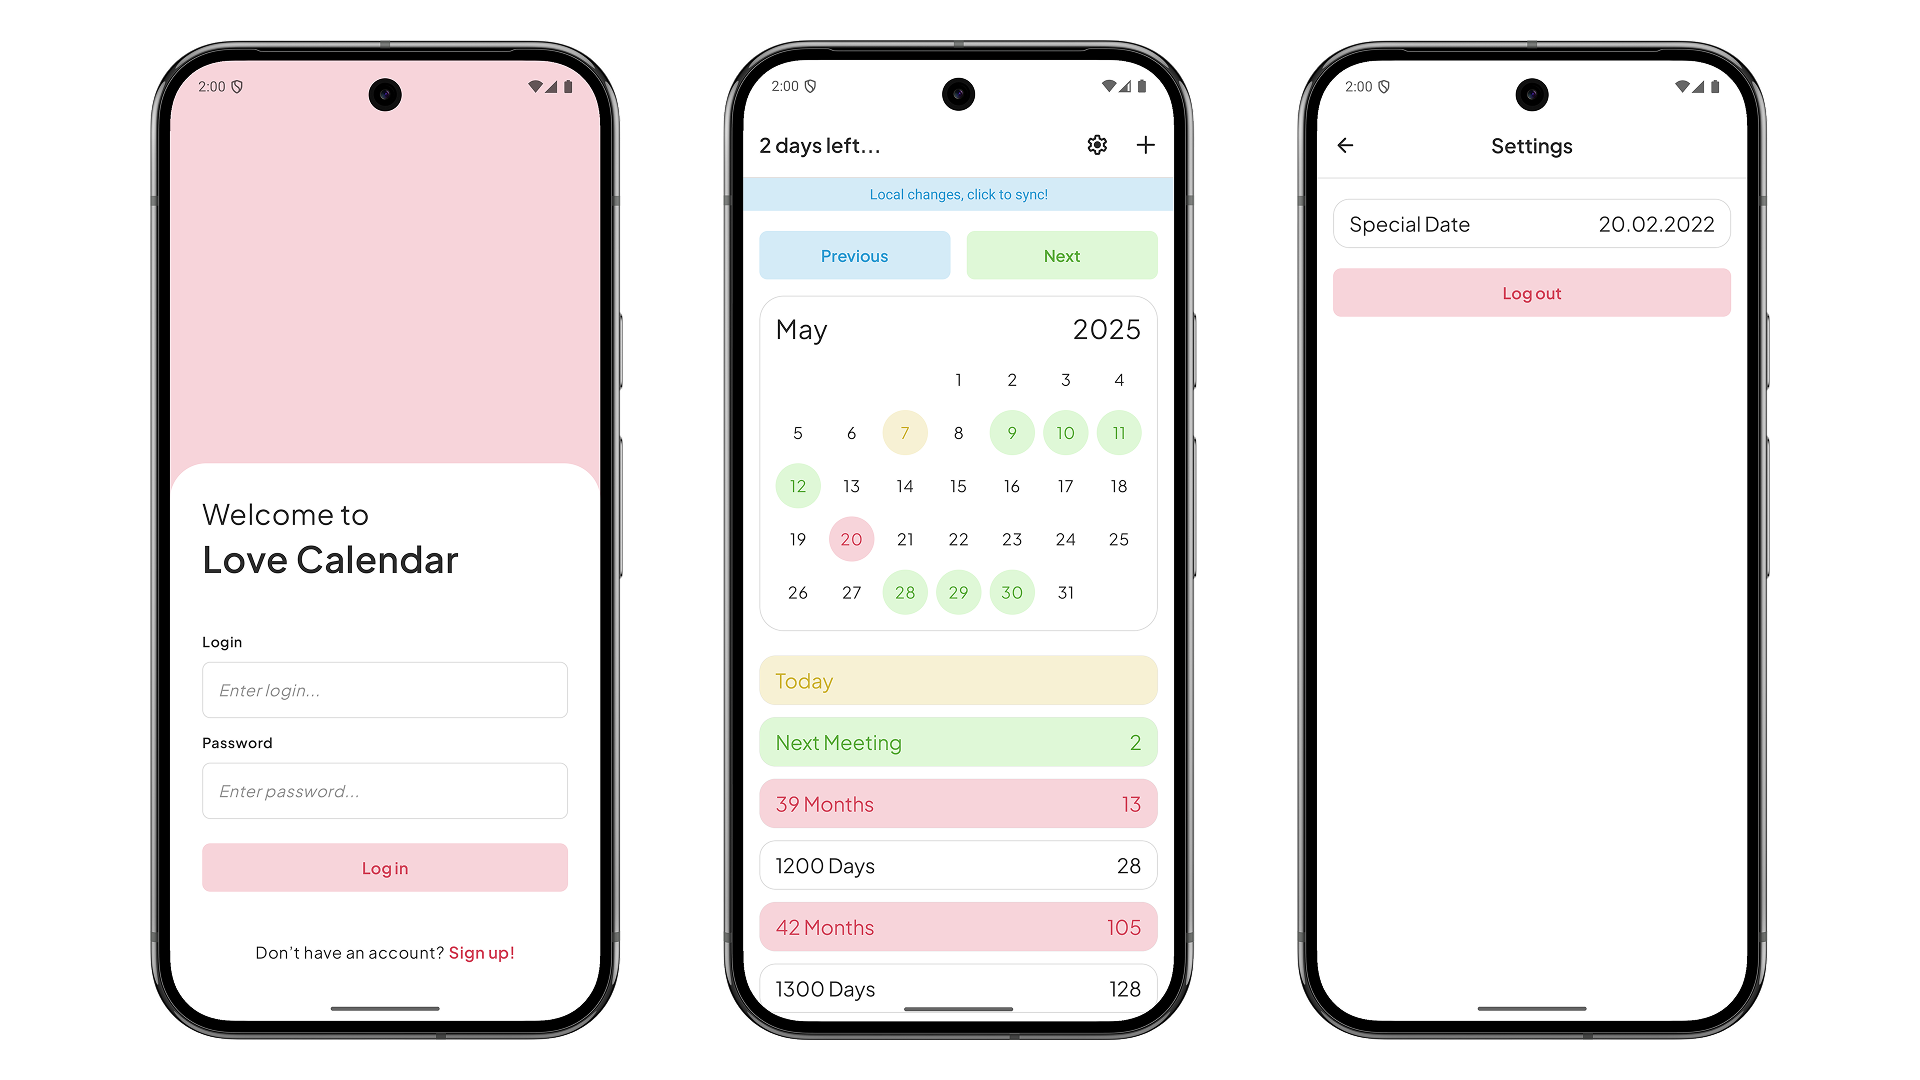 2:00
Welcome to
Love Calendar
Login
Enter login...
Password
Enter password...
Log in
Don't have an account? Sign up!
2:00
2 days left...
Local changes, click to sync!
Previous Next
May 2025
1 2 3 4
5 6 7 8 9 10 11
12 13 14 15 16 17 18
19 20 21 22 23 24 25
26 27 28 29 30 31
Today
Next Meeting 2
39 Months 13
1200 Days 28
42 Months 105
1300 Days 128
2:00
Settings
Special Date 20.02.2022
Log out